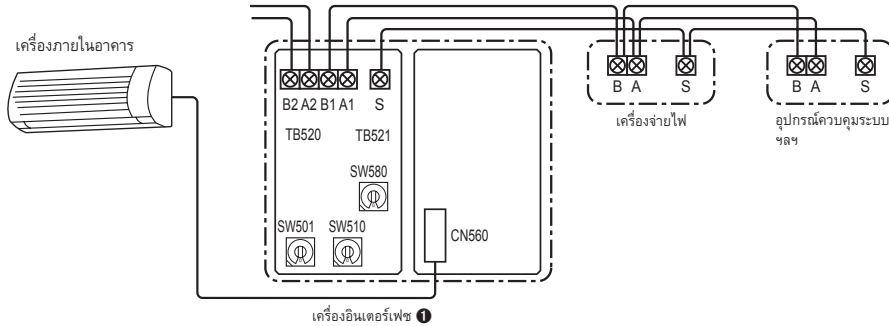 เครื่องภายในอาคาร
B2 A2 B1 A1 S
TB520 TB521
SW580
SW501 SW510
CN560
B A S
เครื่องจ่ายไฟ
B A S
อุปกรณ์ควบคุมระบบ
ฯลฯ
เครื่องอินเตอร์เฟซ ❶